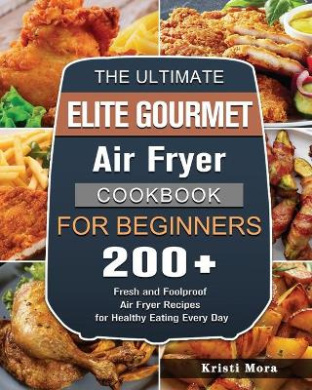 THE ULTIMATE
ELITE GOURMET
Air Fryer
COOKBOOK
FOR BEGINNERS
200+
Fresh and Foolproof
Air Fryer Recipes
for Healthy Eating Every Day
Kristi Mora